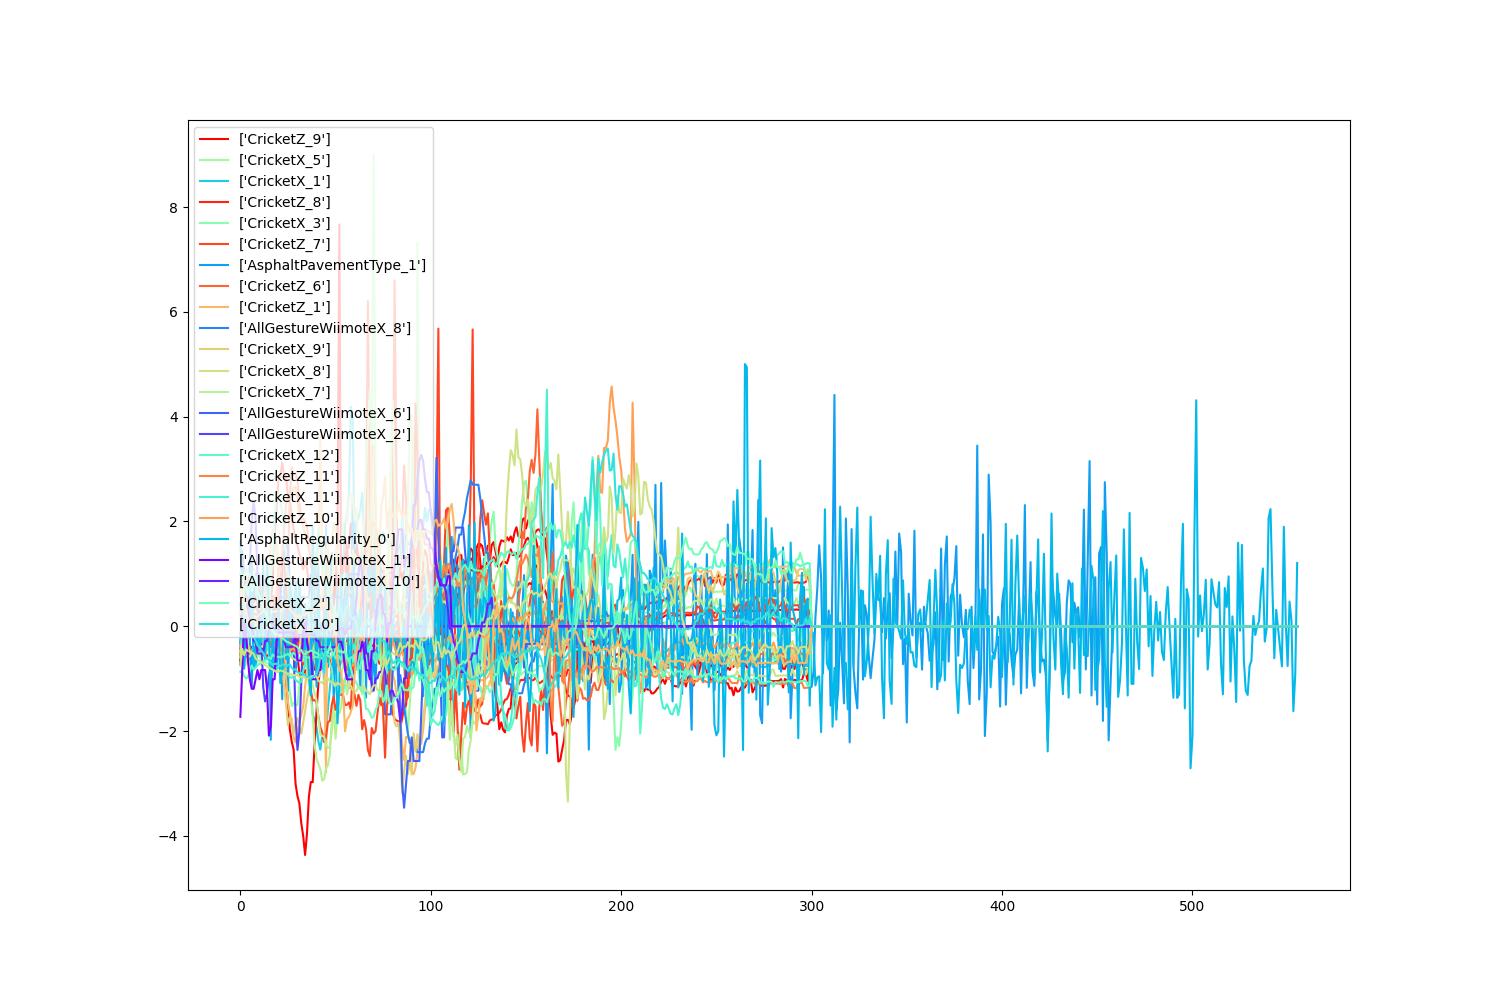 ['CricketZ_9']
['CricketX_5']
['CricketX_1']
['CricketZ_8']
['CricketX_3']
['CricketZ_7']
['AsphaltPavementType_1']
['CricketZ_6']
['CricketZ_1']
['AllGestureWiimoteX_8']
['CricketX_9']
['CricketX_8']
['CricketX_7']
['AllGestureWiimoteX_6']
['AllGestureWiimoteX_2']
['CricketX_12']
['CricketZ_11']
['CricketX_11']
['CricketZ_10']
['AsphaltRegularity_0']
['AllGestureWiimoteX_1']
['AllGestureWiimoteX_10']
['CricketX_2']
['CricketX_10']
8
6
4
2
0
−2
−4
0 100 200 300 400 500